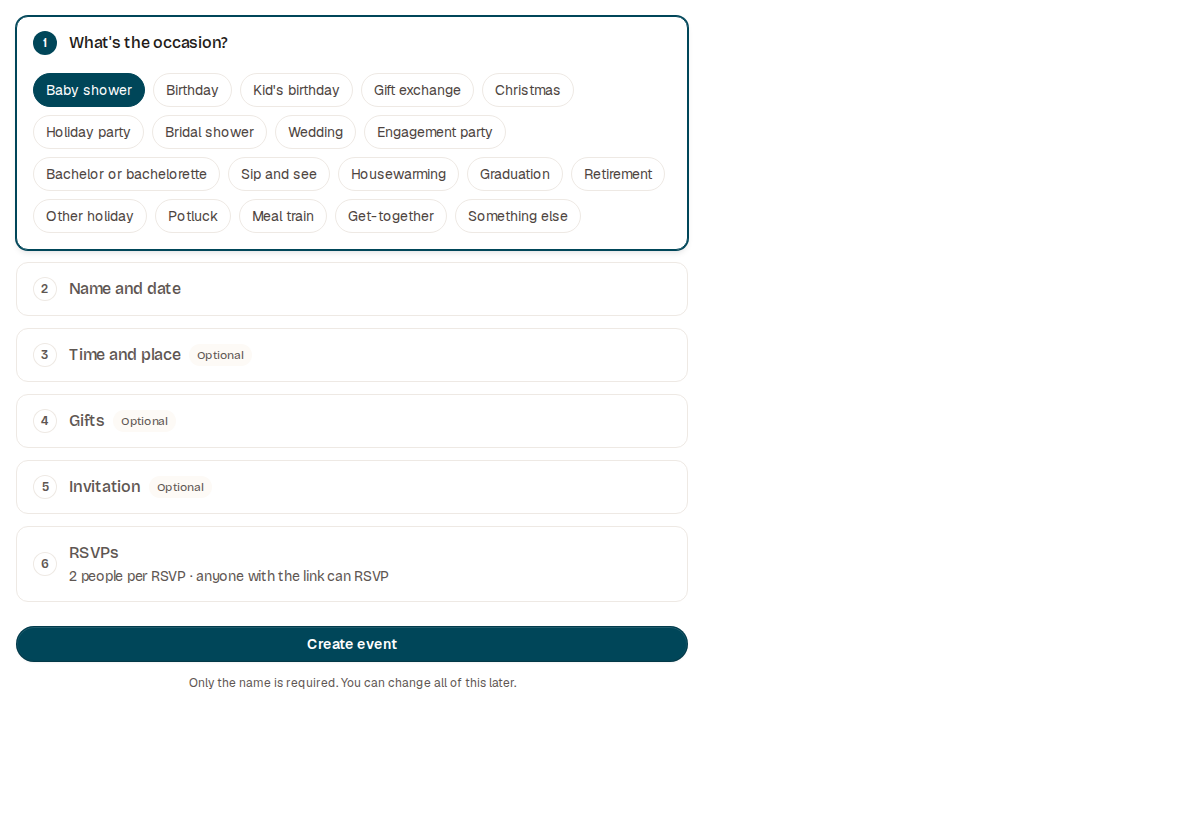 1 What's the occasion?
Baby shower Birthday Kid's birthday Gift exchange Christmas
Holiday party Bridal shower Wedding Engagement party
Bachelor or bachelorette Sip and see Housewarming Graduation Retirement
Other holiday Potluck Meal train Get-together Something else
2 Name and date
3 Time and place Optional
4 Gifts Optional
5 Invitation Optional
6 RSVPs
2 people per RSVP · anyone with the link can RSVP
Create event
Only the name is required. You can change all of this later.